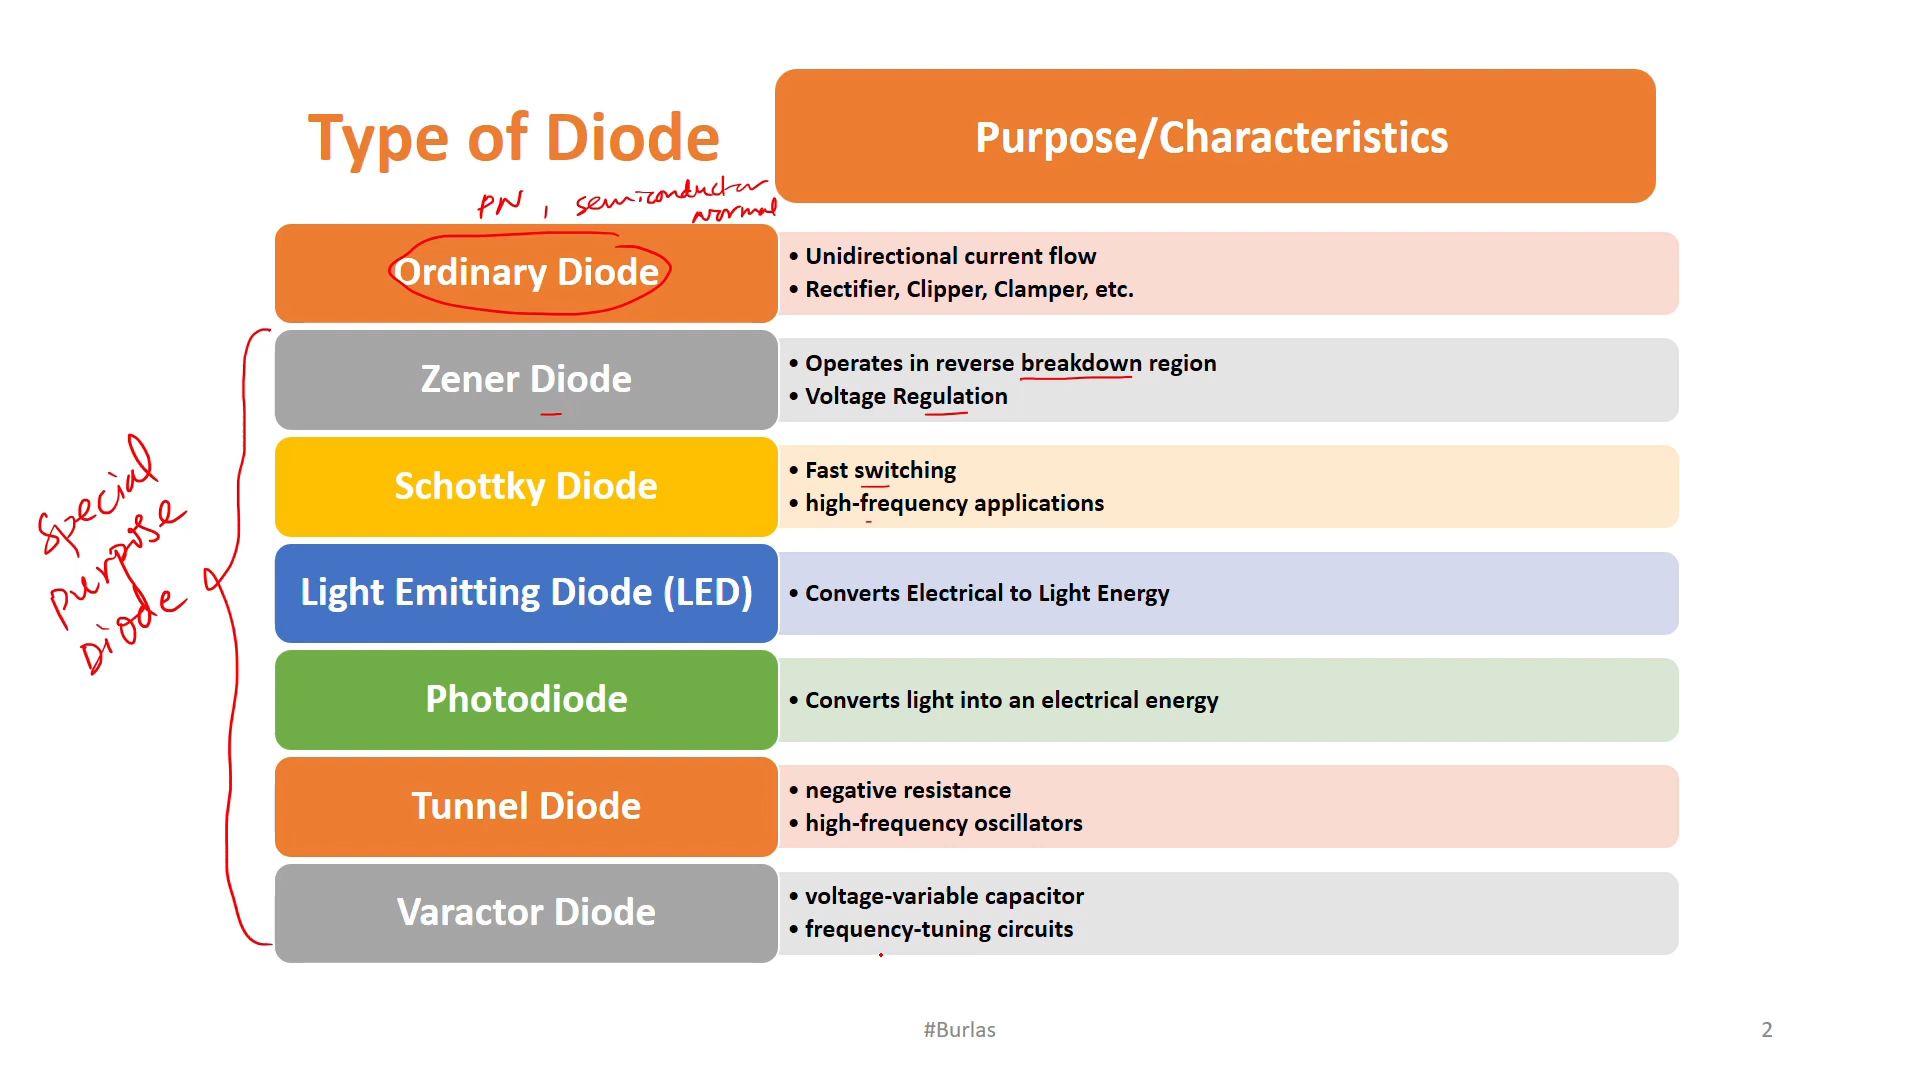 Type of Diode
Purpose/Characteristics
PN, semiconductor
normal
Ordinary Diode
• Unidirectional current flow
• Rectifier, Clipper, Clamper, etc.
Zener Diode
• Operates in reverse breakdown region
• Voltage Regulation
Schottky Diode
• Fast switching
• high-frequency applications
Light Emitting Diode (LED)
• Converts Electrical to Light Energy
Photodiode
• Converts light into an electrical energy
Tunnel Diode
• negative resistance
• high-frequency oscillators
Varactor Diode
• voltage-variable capacitor
• frequency-tuning circuits
Special
Purpose
Diode
#Burlas
2